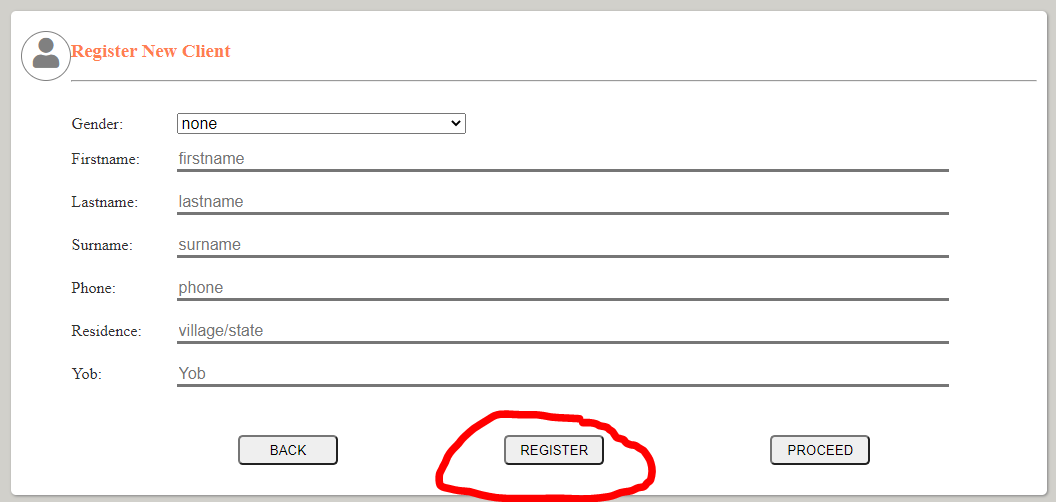 Register New Client
Gender: none
Firstname: firstname
Lastname: lastname
Surname: surname
Phone: phone
Residence: village/state
Yob: Yob
BACK REGISTER PROCEED